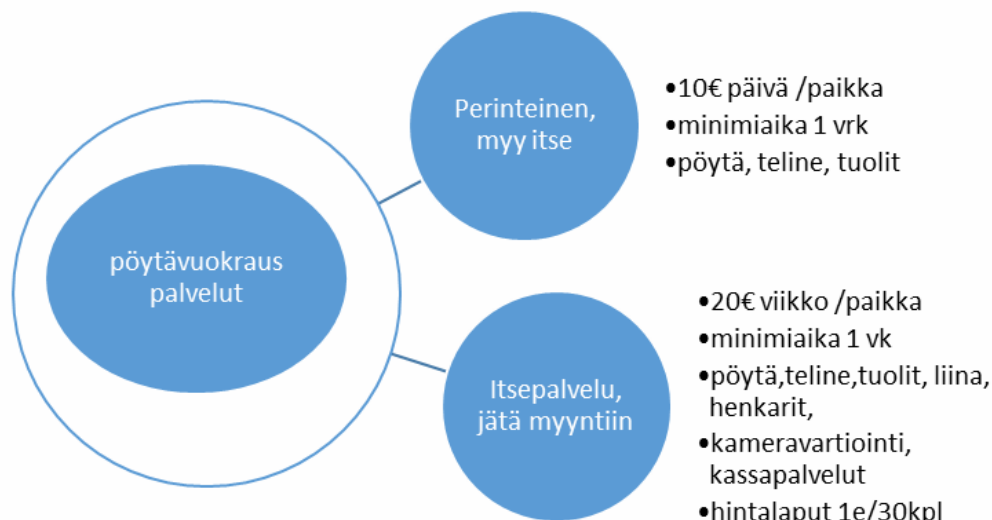 pöytävuokraus
palvelut
Perinteinen,
myy itse
•10€ päivä /paikka
•minimiaika 1 vrk
•pöytä, teline, tuolit
Itsepalvelu,
jätä myyntiin
•20€ viikko /paikka
•minimiaika 1 vk
•pöytä,teline,tuolit, liina,
henkarit,
•kameravartiointi,
kassapalvelut
•hintalaput 1e/30kpl